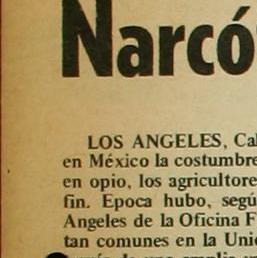 Narcó
LOS ANGELES, Cal
en México la costumbre
en opio, los agricultore
fin. Epoca hubo, segú
Angeles de la Oficina F
tan comunes en la Unió